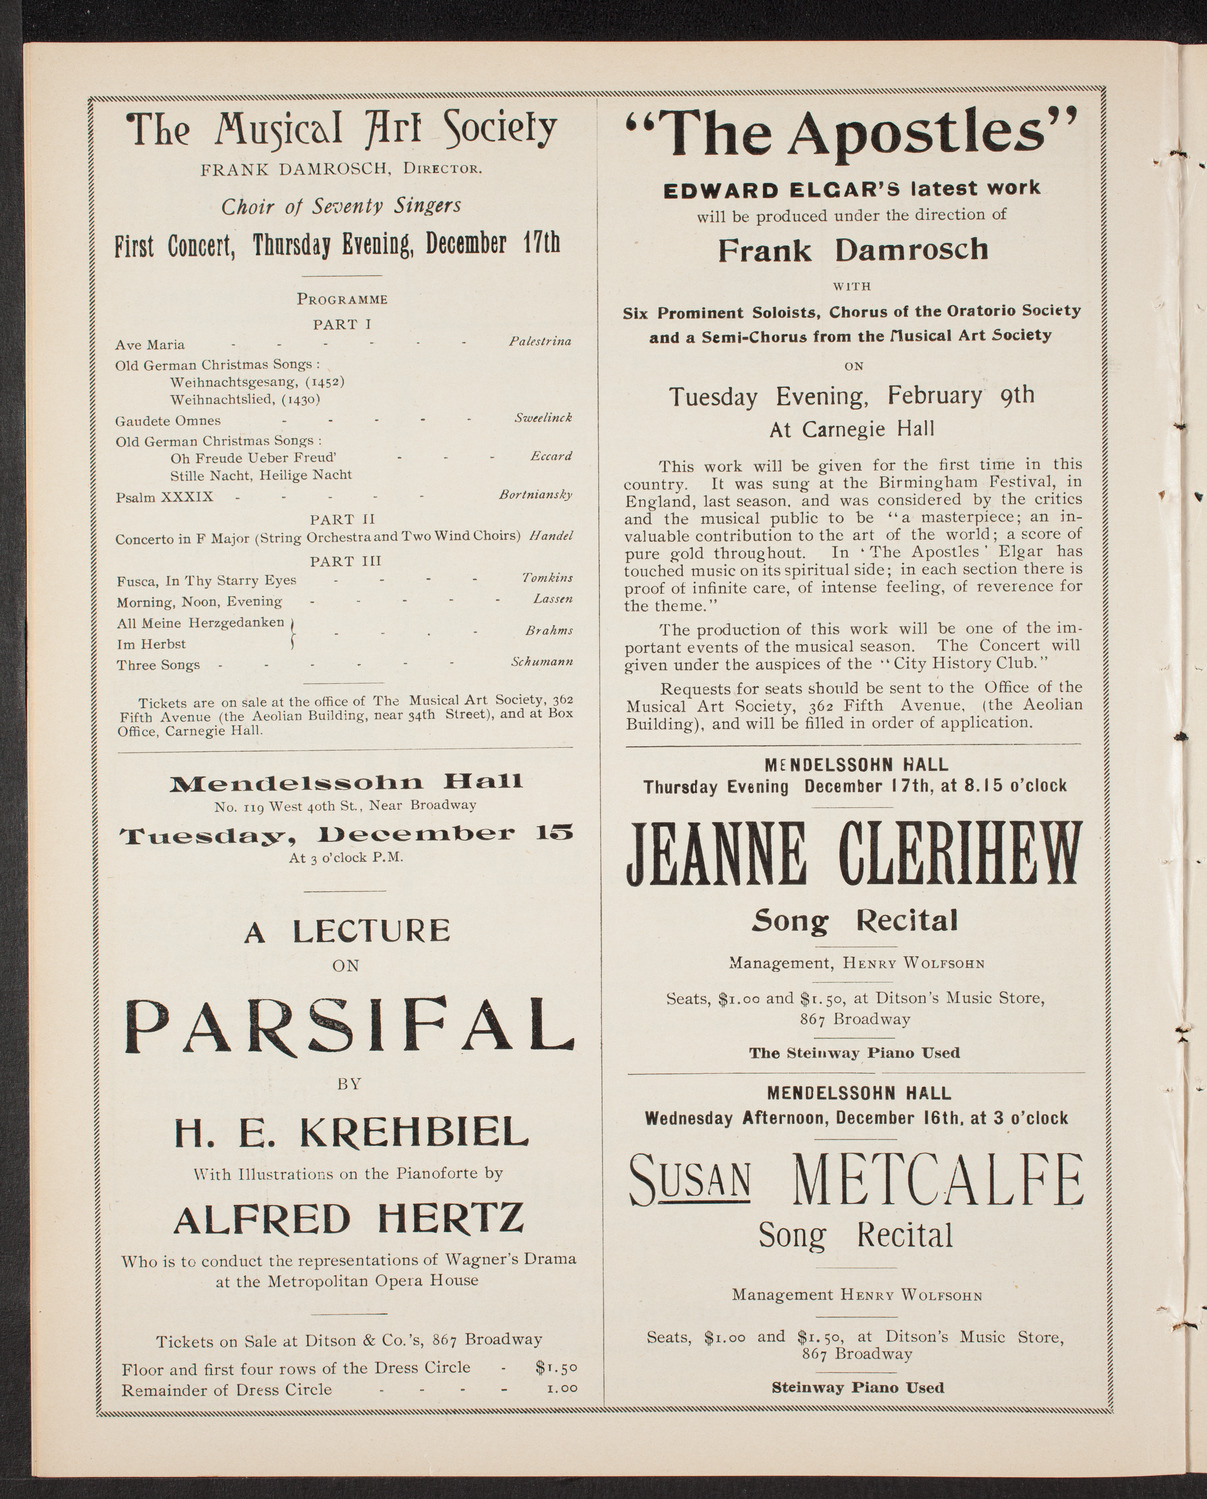 The Musical Art Society
FRANK DAMROSCH, DIRECTOR.
Choir of Seventy Singers
First Concert, Thursday Evening, December 17th
PROGRAMME
PART I
Ave Maria - - - - - - Palestrina
Old German Christmas Songs :
Weihnachtsgesang, (1452)
Weihnachtslied, (1430)
Gaudete Omnes - - - - - Sweelinck
Old German Christmas Songs :
Oh Freude Ueber Freud' - - - Eccard
Stille Nacht, Heilige Nacht
Psalm XXXIX - - - - - Bortniansky
PART II
Concerto in F Major (String Orchestra and Two Wind Choirs) Handel
PART III
Fusca, In Thy Starry Eyes - - - - Tomkins
Morning, Noon, Evening - - - - - Lassen
All Meine Herzgedanken }
Im Herbst } - - - - Brahms
Three Songs - - - - - - Schumann
Tickets are on sale at the office of The Musical Art Society, 362
Fifth Avenue (the Aeolian Building, near 34th Street), and at Box
Office, Carnegie Hall.
Mendelssohn Hall
No. 119 West 40th St., Near Broadway
Tuesday, December 15
At 3 o'clock P.M.
A LECTURE
ON
PARSIFAL
BY
H. E. KREHBIEL
With Illustrations on the Pianoforte by
ALFRED HERTZ
Who is to conduct the representations of Wagner's Drama
at the Metropolitan Opera House
Tickets on Sale at Ditson & Co.'s, 867 Broadway
Floor and first four rows of the Dress Circle - $1.50
Remainder of Dress Circle - - - - 1.00
"The Apostles"
EDWARD ELGAR'S latest work
will be produced under the direction of
Frank Damrosch
WITH
Six Prominent Soloists, Chorus of the Oratorio Society
and a Semi-Chorus from the Musical Art Society
ON
Tuesday Evening, February 9th
At Carnegie Hall
This work will be given for the first time in this
country. It was sung at the Birmingham Festival, in
England, last season, and was considered by the critics
and the musical public to be "a masterpiece; an in-
valuable contribution to the art of the world; a score of
pure gold throughout. In 'The Apostles' Elgar has
touched music on its spiritual side; in each section there is
proof of infinite care, of intense feeling, of reverence for
the theme."
The production of this work will be one of the im-
portant events of the musical season. The Concert will
given under the auspices of the "City History Club."
Requests for seats should be sent to the Office of the
Musical Art Society, 362 Fifth Avenue, (the Aeolian
Building), and will be filled in order of application.
MENDELSSOHN HALL
Thursday Evening December 17th, at 8.15 o'clock
JEANNE CLERIHEW
Song Recital
Management, HENRY WOLFSOHN
Seats, $1.00 and $1.50, at Ditson's Music Store,
867 Broadway
The Steinway Piano Used
MENDELSSOHN HALL
Wednesday Afternoon, December 16th, at 3 o'clock
SUSAN METCALFE
Song Recital
Management HENRY WOLFSOHN
Seats, $1.00 and $1.50, at Ditson's Music Store,
867 Broadway
Steinway Piano Used